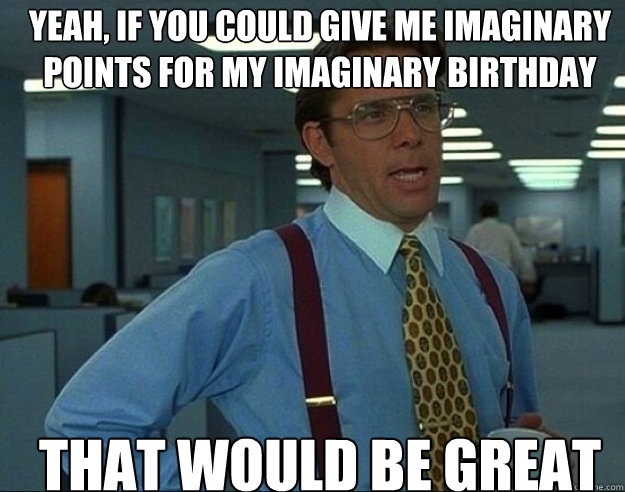 YEAH, IF YOU COULD GIVE ME IMAGINARY
POINTS FOR MY IMAGINARY BIRTHDAY
THAT WOULD BE GREAT